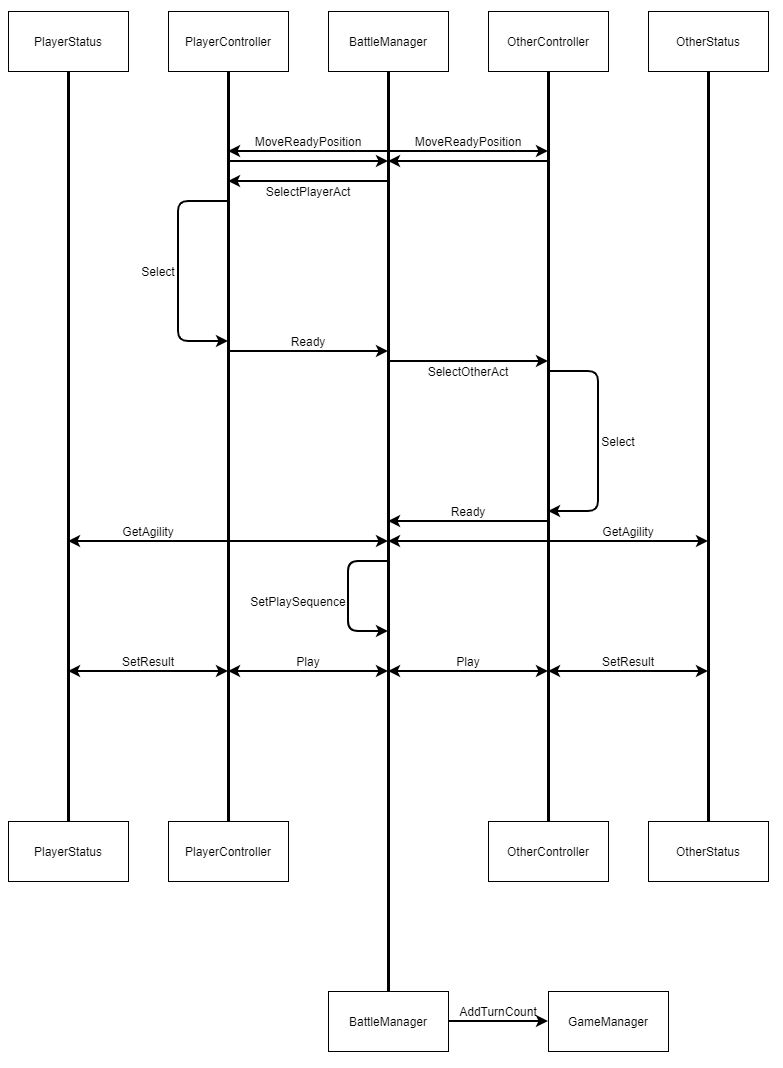 PlayerStatus
PlayerController
BattleManager
OtherController
OtherStatus
MoveReadyPosition
MoveReadyPosition
SelectPlayerAct
Select
Ready
SelectOtherAct
Select
Ready
GetAgility
GetAgility
SetPlaySequence
SetResult
Play
Play
SetResult
PlayerStatus
PlayerController
OtherController
OtherStatus
BattleManager
AddTurnCount
GameManager